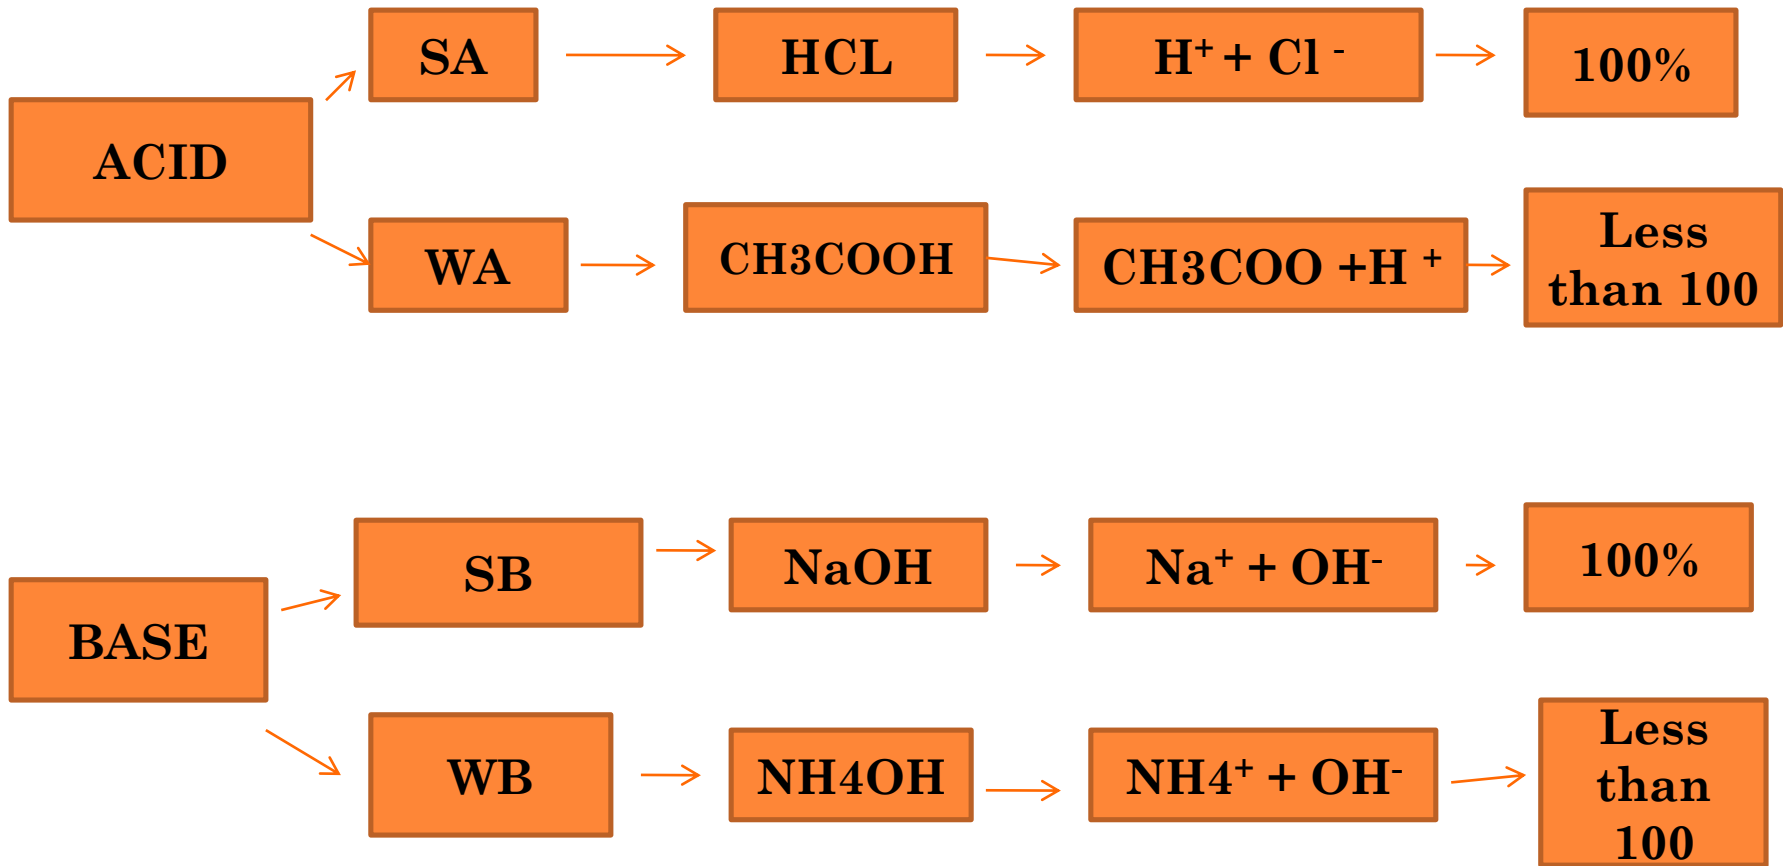 ACID
SA
HCL
H⁺ + Cl ⁻
100%
WA
CH3COOH
CH3COO +H ⁺
Less
than 100
BASE
SB
NaOH
Na⁺ + OH⁻
100%
WB
NH4OH
NH4⁺ + OH⁻
Less
than
100